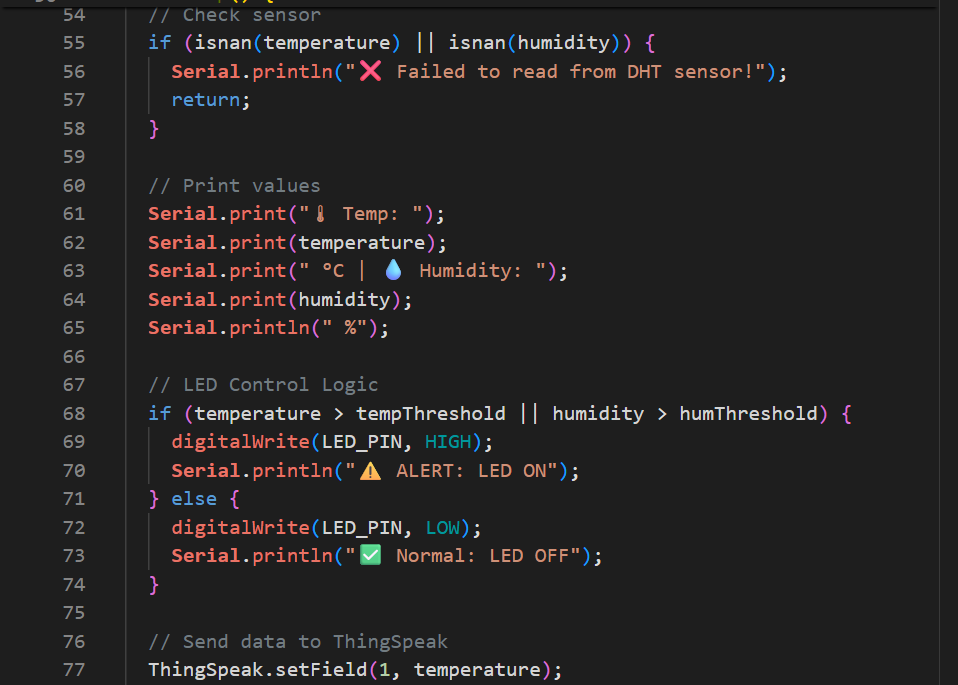 54 // Check sensor
55 if (isnan(temperature) || isnan(humidity)) {
56 Serial.println("❌ Failed to read from DHT sensor!");
57 return;
58 }
59
60 // Print values
61 Serial.print("🌡 Temp: ");
62 Serial.print(temperature);
63 Serial.print(" °C | 💧 Humidity: ");
64 Serial.print(humidity);
65 Serial.println(" %");
66
67 // LED Control Logic
68 if (temperature > tempThreshold || humidity > humThreshold) {
69 digitalWrite(LED_PIN, HIGH);
70 Serial.println("⚠️ ALERT: LED ON");
71 } else {
72 digitalWrite(LED_PIN, LOW);
73 Serial.println("✅ Normal: LED OFF");
74 }
75
76 // Send data to ThingSpeak
77 ThingSpeak.setField(1, temperature);